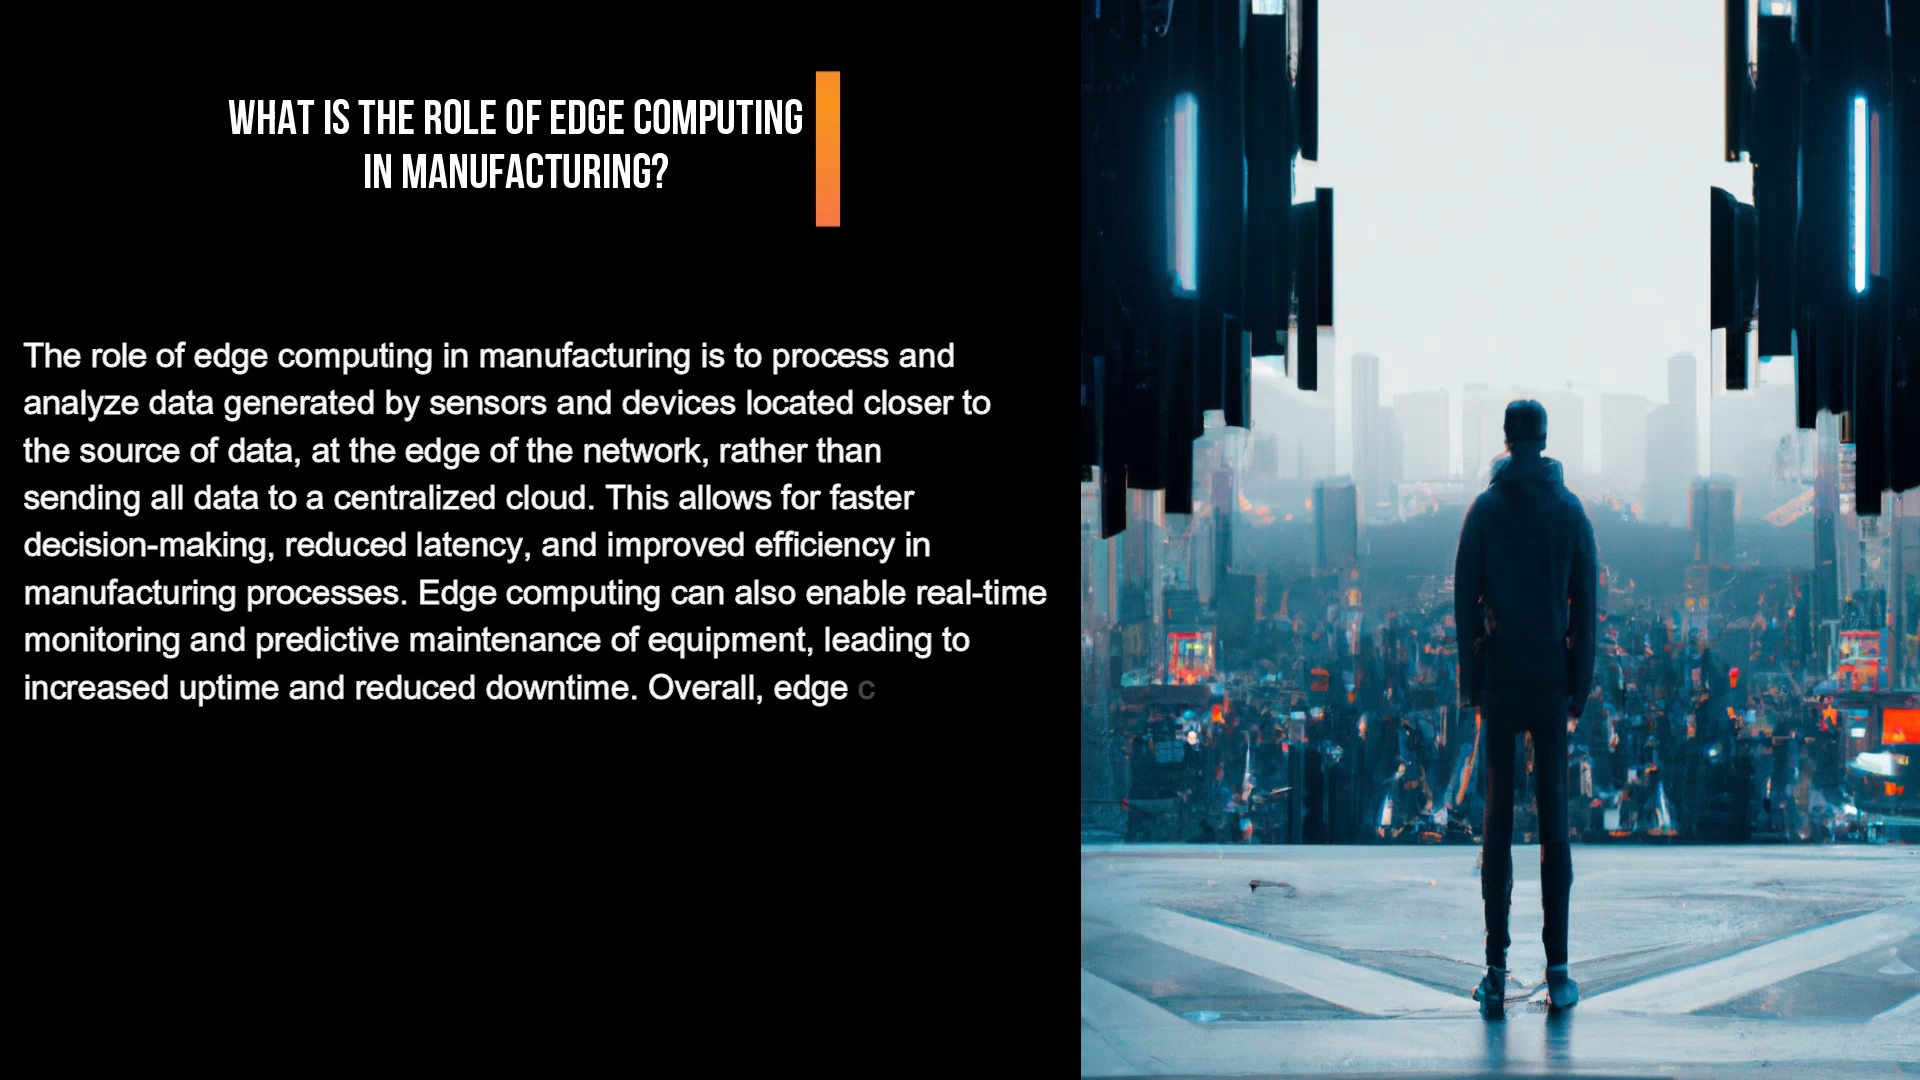 WHAT IS THE ROLE OF EDGE COMPUTING
IN MANUFACTURING?
The role of edge computing in manufacturing is to process and
analyze data generated by sensors and devices located closer to
the source of data, at the edge of the network, rather than
sending all data to a centralized cloud. This allows for faster
decision-making, reduced latency, and improved efficiency in
manufacturing processes. Edge computing can also enable real-time
monitoring and predictive maintenance of equipment, leading to
increased uptime and reduced downtime. Overall, edge c